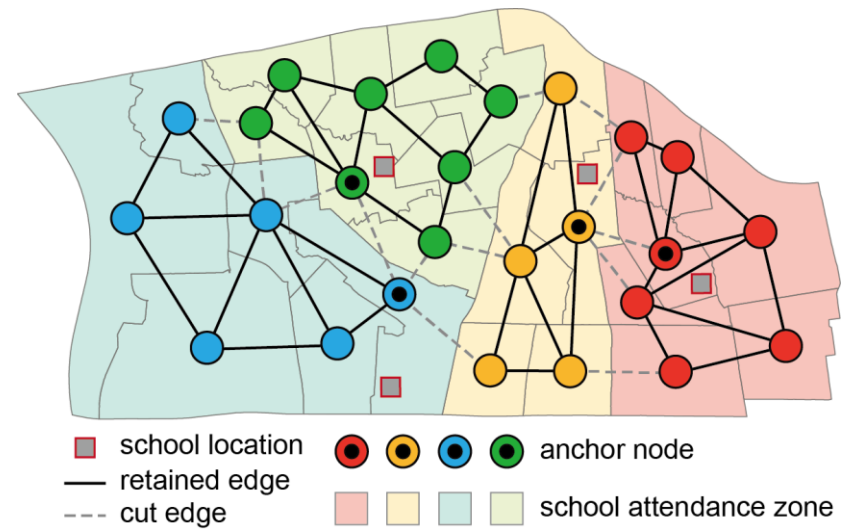 school location
anchor node
retained edge
cut edge
school attendance zone